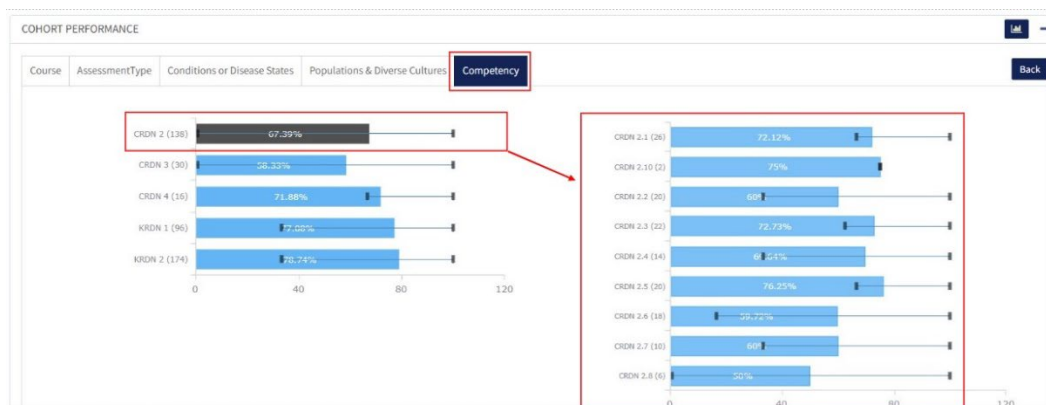 COHORT PERFORMANCE
Course AssessmentType Conditions or Disease States Populations & Diverse Cultures Competency Back
CRDN 2 (138) 67.39%
CRDN 3 (30) 58.33%
CRDN 4 (16) 71.88%
KRDN 1 (96)
KRDN 2 (174) 78.74%
0 40 80 120
CRDN 2.1 (26) 72.12%
CRDN 2.10 (2) 75%
CRDN 2.2 (20) 60%
CRDN 2.3 (22) 72.73%
CRDN 2.4 (14)
CRDN 2.5 (20) 76.25%
CRDN 2.6 (18) 59.72%
CRDN 2.7 (10) 60%
CRDN 2.8 (6) 50%
0 40 80 120